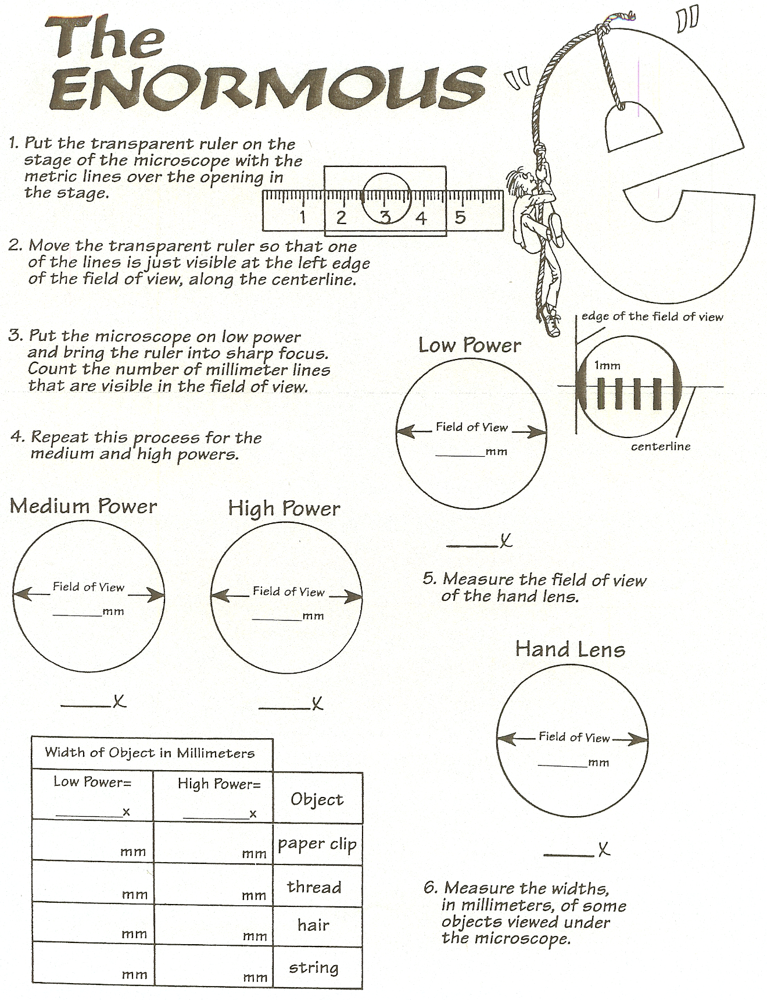 The
ENORMOUS "e"
1. Put the transparent ruler on the
stage of the microscope with the
metric lines over the opening in
the stage.
1 2 3 4 5
2. Move the transparent ruler so that one
of the lines is just visible at the left edge
of the field of view, along the centerline.
edge of the field of view
1mm
centerline
3. Put the microscope on low power
and bring the ruler into sharp focus.
Count the number of millimeter lines
that are visible in the field of view.
Low Power
Field of View
______mm
____X
4. Repeat this process for the
medium and high powers.
Medium Power
Field of View
______mm
____X
High Power
Field of View
______mm
____X
5. Measure the field of view
of the hand lens.
Hand Lens
Field of View
______mm
____X
Width of Object in Millimeters
Low Power= High Power= Object
________x ________x
mm mm paper clip
mm mm thread
mm mm hair
mm mm string
6. Measure the widths,
in millimeters, of some
objects viewed under
the microscope.